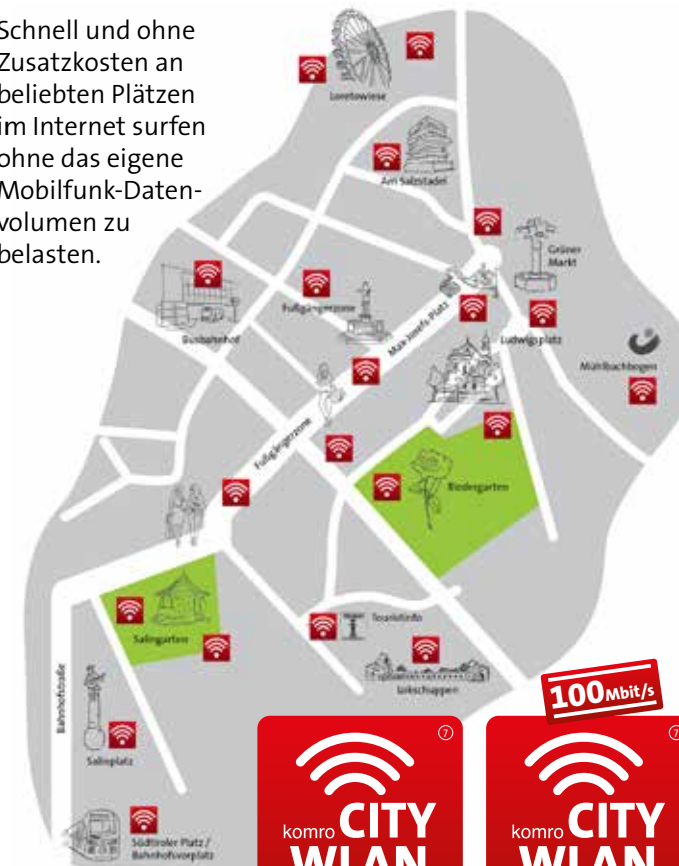 Schnell und ohne
Zusatzkosten an
beliebten Plätzen
im Internet surfen
ohne das eigene
Mobilfunk-Daten-
volumen zu
belasten.
Loretowiese
Am Salzstadel
Grüner
Markt
Busbahnhof
Fußgängerzone
Max-Josefs-Platz
Ludwigsplatz
Mühlbachbogen
Fußgängerzone
Riedergarten
Salingarten
Touristinfo
Lokschuppen
Bahnhofstraße
Salinplatz
Südtiroler Platz /
Bahnhofsvorplatz
100Mbit/s
7
komro CITY
WLAN
7
komro CITY
WLAN